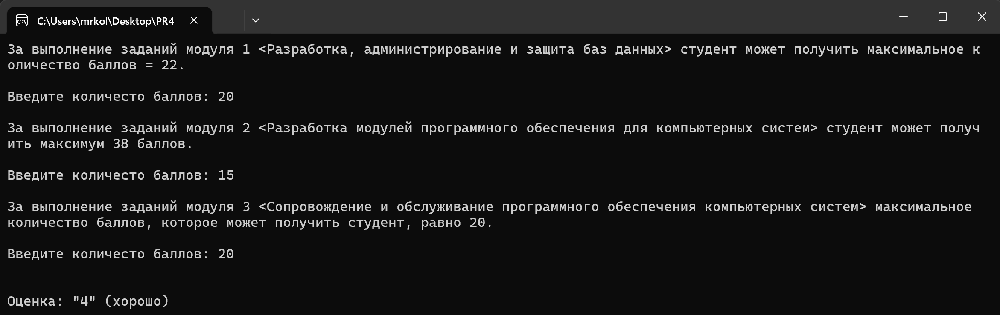 C:\Users\mrkol\Desktop\PR4_
За выполнение заданий модуля 1 <Разработка, администрирование и защита баз данных> студент может получить максимальное к
оличество баллов = 22.
Введите количесто баллов: 20
За выполнение заданий модуля 2 <Разработка модулей программного обеспечения для компьютерных систем> студент может получ
ить максимум 38 баллов.
Введите количесто баллов: 15
За выполнение заданий модуля 3 <Сопровождение и обслуживание программного обеспечения компьютерных систем> максимальное
количество баллов, которое может получить студент, равно 20.
Введите количесто баллов: 20
Оценка: "4" (хорошо)